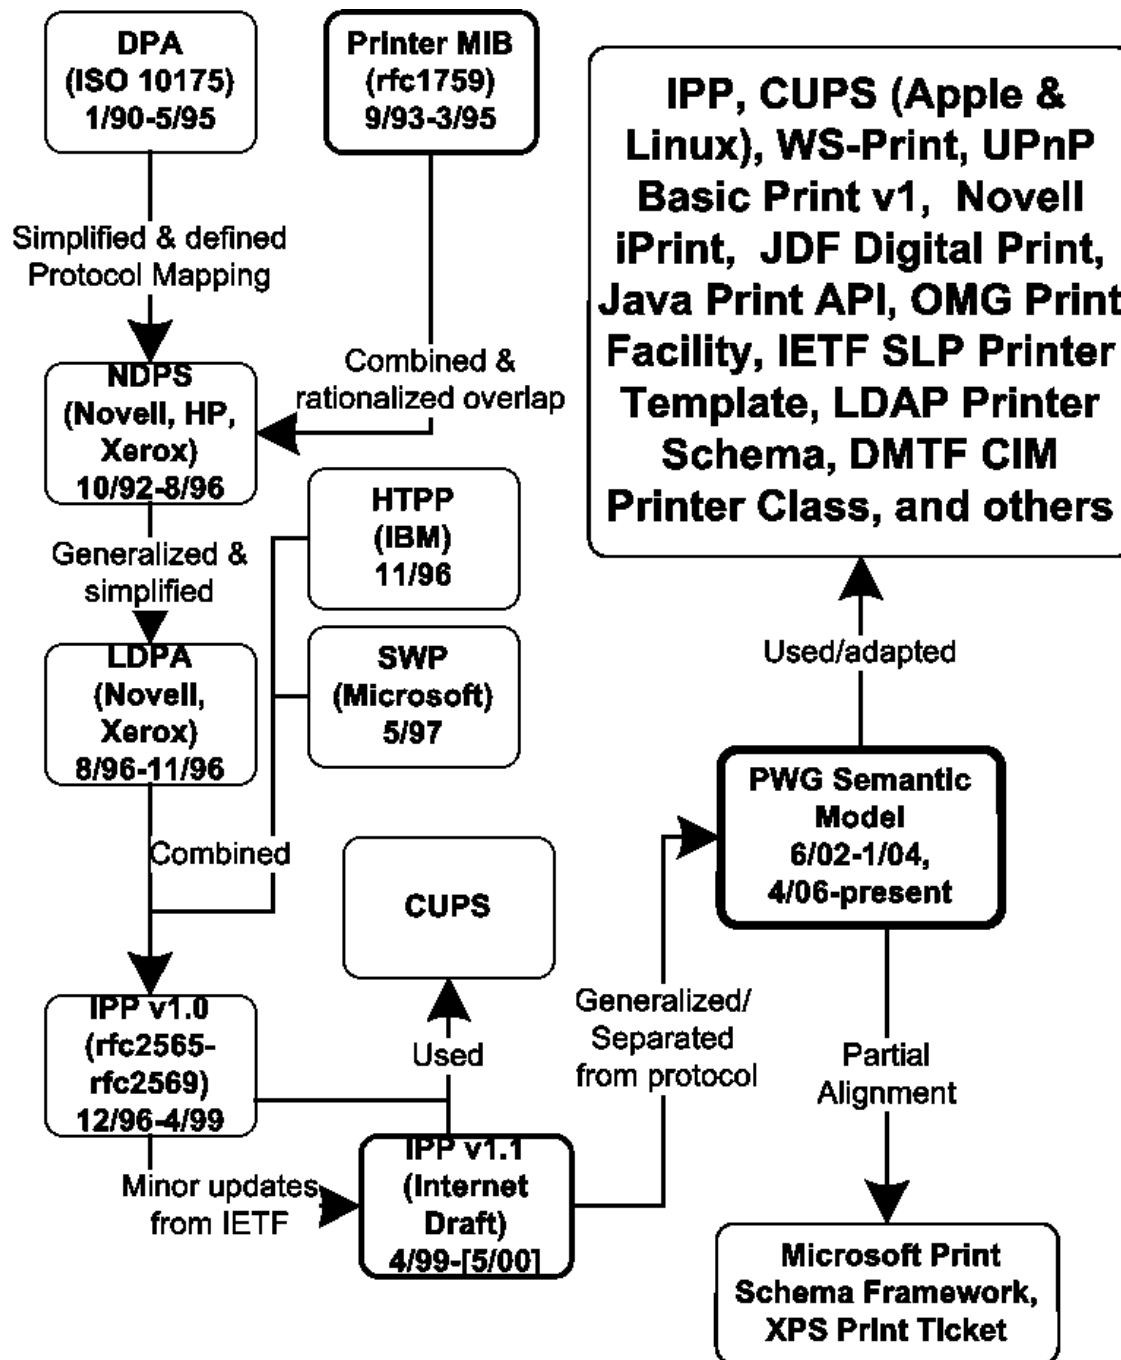 DPA
(ISO 10175)
1/90-5/95
Printer MIB
(rfc1759)
9/93-3/95
IPP, CUPS (Apple &
Linux), WS-Print, UPnP
Basic Print v1, Novell
iPrint, JDF Digital Print,
Java Print API, OMG Print
Facility, IETF SLP Printer
Template, LDAP Printer
Schema, DMTF CIM
Printer Class, and others
Simplified & defined
Protocol Mapping
Combined &
rationalized overlap
NDPS
(Novell, HP,
Xerox)
10/92-8/96
HTPP
(IBM)
11/96
Generalized &
simplified
SWP
(Microsoft)
5/97
LDPA
(Novell,
Xerox)
8/96-11/96
Used/adapted
PWG Semantic
Model
6/02-1/04,
4/06-present
Combined
CUPS
IPP v1.0
(rfc2565-
rfc2569)
12/96-4/99
Used
Generalized/
Separated
from protocol
Partial
Alignment
Minor updates
from IETF
IPP v1.1
(Internet
Draft)
4/99-[5/00]
Microsoft Print
Schema Framework,
XPS Print Ticket